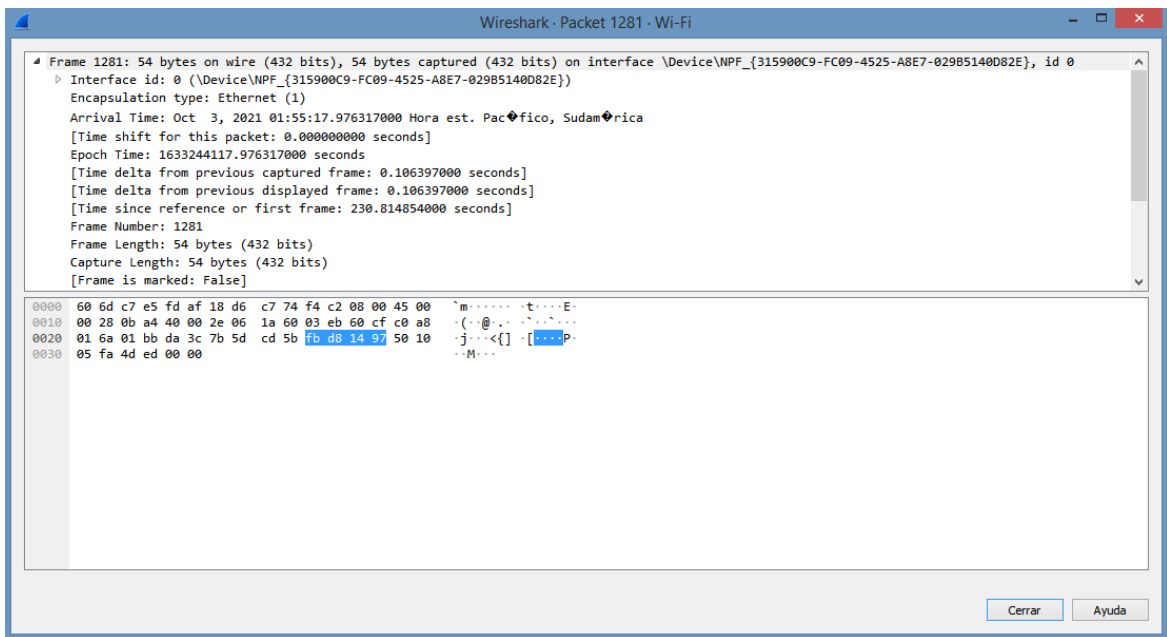 Wireshark · Packet 1281 · Wi-Fi
Frame 1281: 54 bytes on wire (432 bits), 54 bytes captured (432 bits) on interface \Device\NPF_{315900C9-FC09-4525-A8E7-029B5140D82E}, id 0
Interface id: 0 (\Device\NPF_{315900C9-FC09-4525-A8E7-029B5140D82E})
Encapsulation type: Ethernet (1)
Arrival Time: Oct  3, 2021 01:55:17.976317000 Hora est. Pac�fico, Sudam�rica
[Time shift for this packet: 0.000000000 seconds]
Epoch Time: 1633244117.976317000 seconds
[Time delta from previous captured frame: 0.106397000 seconds]
[Time delta from previous displayed frame: 0.106397000 seconds]
[Time since reference or first frame: 230.814854000 seconds]
Frame Number: 1281
Frame Length: 54 bytes (432 bits)
Capture Length: 54 bytes (432 bits)
[Frame is marked: False]
0000 60 6d c7 e5 fd af 18 d6 c7 74 f4 c2 08 00 45 00 `m······ ·t····E·
0010 00 28 0b a4 40 00 2e 06 1a 60 03 eb 60 cf c0 a8 ·(··@·.· ·`··`···
0020 01 6a 01 bb da 3c 7b 5d cd 5b fb d8 14 97 50 10 ·j···<{] ·[····P·
0030 05 fa 4d ed 00 00 ··M···
Cerrar Ayuda